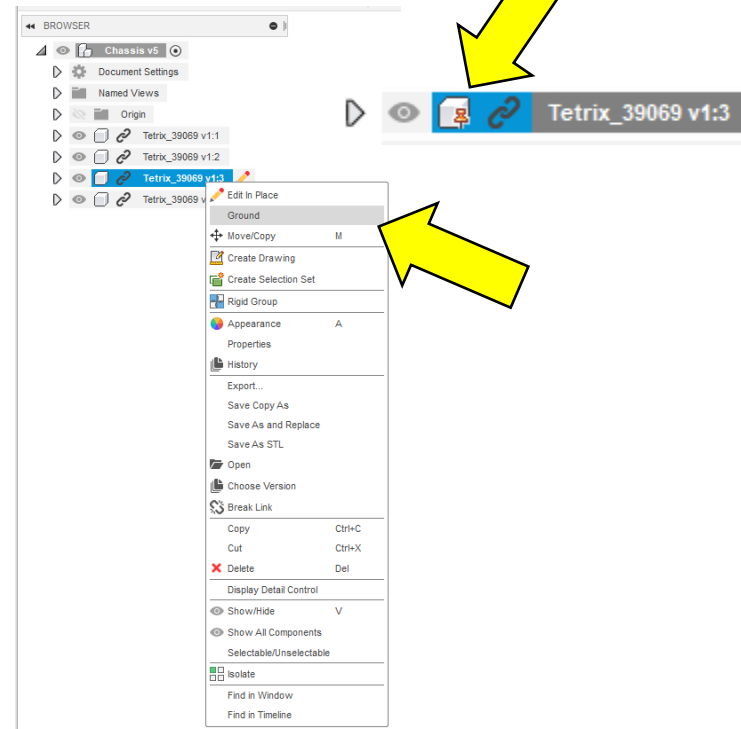 BROWSER
Chassis v5
Document Settings
Named Views
Origin
Tetrix_39069 v1:1
Tetrix_39069 v1:2
Tetrix_39069 v1:3
Tetrix_39069 v
Tetrix_39069 v1:3
Edit In Place
Ground
Move/Copy M
Create Drawing
Create Selection Set
Rigid Group
Appearance A
Properties
History
Export...
Save Copy As
Save As and Replace
Save As STL
Open
Choose Version
Break Link
Copy Ctrl+C
Cut Ctrl+X
Delete Del
Display Detail Control
Show/Hide V
Show All Components
Selectable/Unselectable
Isolate
Find in Window
Find in Timeline